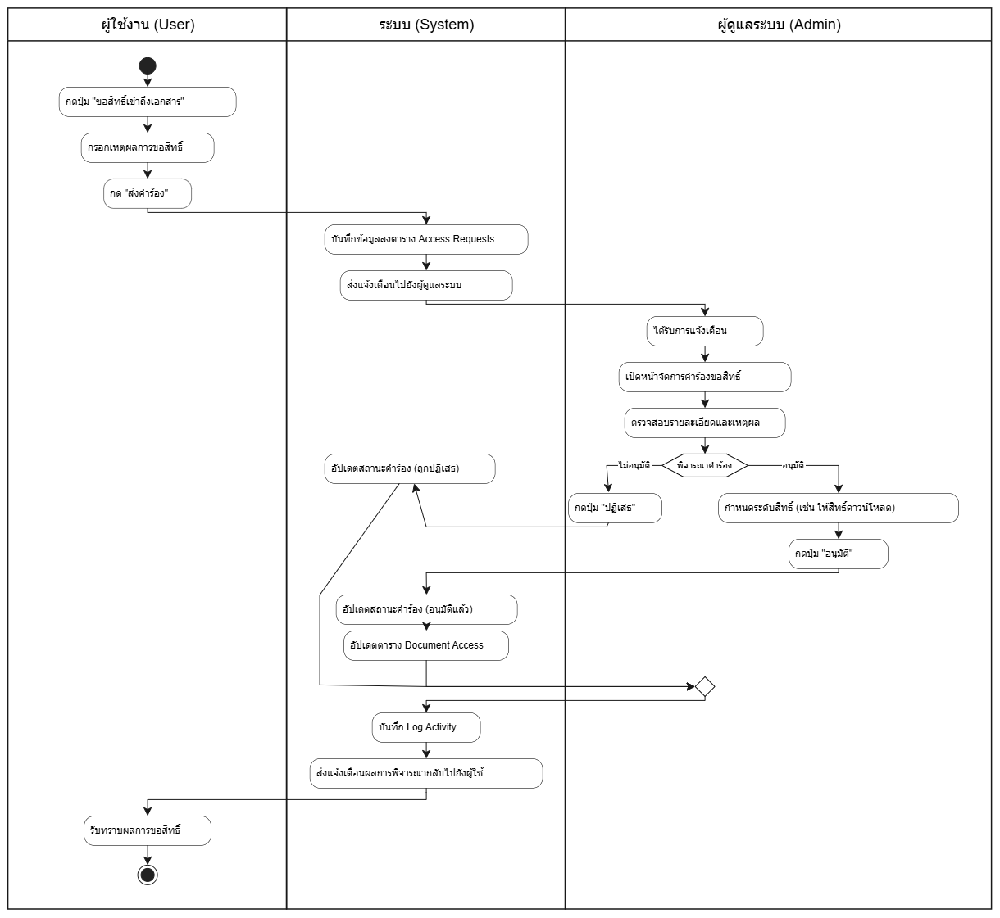 ผู้ใช้งาน (User)
ระบบ (System)
ผู้ดูแลระบบ (Admin)
กดปุ่ม "ขอสิทธิ์เข้าถึงเอกสาร"
กรอกเหตุผลการขอสิทธิ์
กด "ส่งคำร้อง"
บันทึกข้อมูลลงตาราง Access Requests
ส่งแจ้งเตือนไปยังผู้ดูแลระบบ
ได้รับการแจ้งเตือน
เปิดหน้าจัดการคำร้องขอสิทธิ์
ตรวจสอบรายละเอียดและเหตุผล
พิจารณาคำร้อง
ไม่อนุมัติ
อนุมัติ
อัปเดตสถานะคำร้อง (ถูกปฏิเสธ)
กดปุ่ม "ปฏิเสธ"
กำหนดระดับสิทธิ์ (เช่น ให้สิทธิ์ดาวน์โหลด)
กดปุ่ม "อนุมัติ"
อัปเดตสถานะคำร้อง (อนุมัติแล้ว)
อัปเดตตาราง Document Access
บันทึก Log Activity
ส่งแจ้งเตือนผลการพิจารณากลับไปยังผู้ใช้
รับทราบผลการขอสิทธิ์